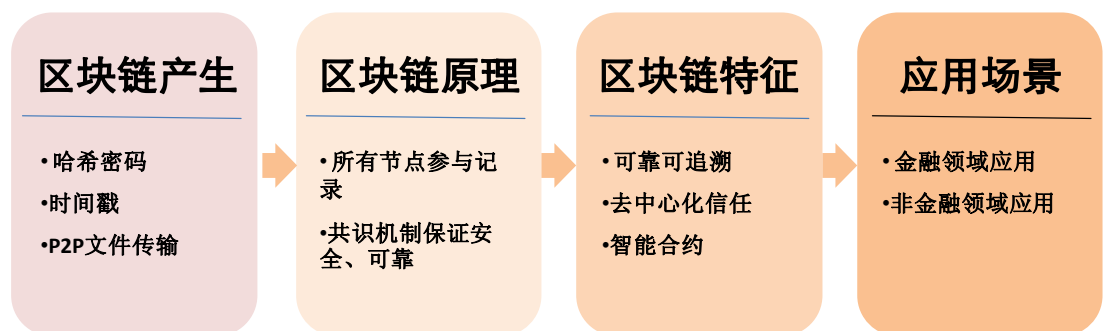 区块链产生
•哈希密码
•时间戳
•P2P文件传输
区块链原理
•所有节点参与记
录
•共识机制保证安
全、可靠
区块链特征
•可靠可追溯
•去中心化信任
•智能合约
应用场景
•金融领域应用
•非金融领域应用